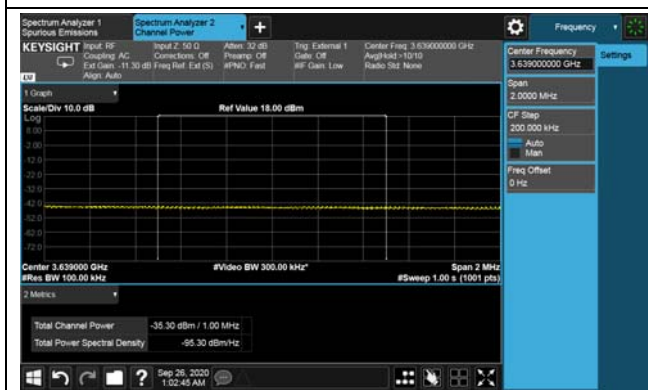 Spectrum Analyzer 1
Spurious Emissions
Spectrum Analyzer 2
Channel Power
+
Frequency
KEYSIGHT
Input: RF
Coupling: AC
Ext Gain: -11.30 dB
Align: Auto
Input Z: 50 Ω
Corrections: Off
Freq Ref: Ext (S)
Atten: 32 dB
Preamp: Off
#PNO: Fast
Trig: External 1
Gate: Off
#IF Gain: Low
Center Freq: 3.639000000 GHz
Avg|Hold:>10/10
Radio Std: None
1 Graph
Scale/Div 10.0 dB
Ref Value 18.00 dBm
Log
8.00
-2.00
-12.0
-22.0
-32.0
-42.0
-52.0
-62.0
-72.0
Center 3.639000 GHz
#Video BW 300.00 kHz*
Span 2 MHz
#Res BW 100.00 kHz
#Sweep 1.00 s (1001 pts)
2 Metrics
Total Channel Power -35.30 dBm / 1.00 MHz
Total Power Spectral Density -95.30 dBm/Hz
Center Frequency
3.639000000 GHz
Settings
Span
2.0000 MHz
CF Step
200.000 kHz
Auto
Man
Freq Offset
0 Hz
?
Sep 26, 2020
1:02:45 AM